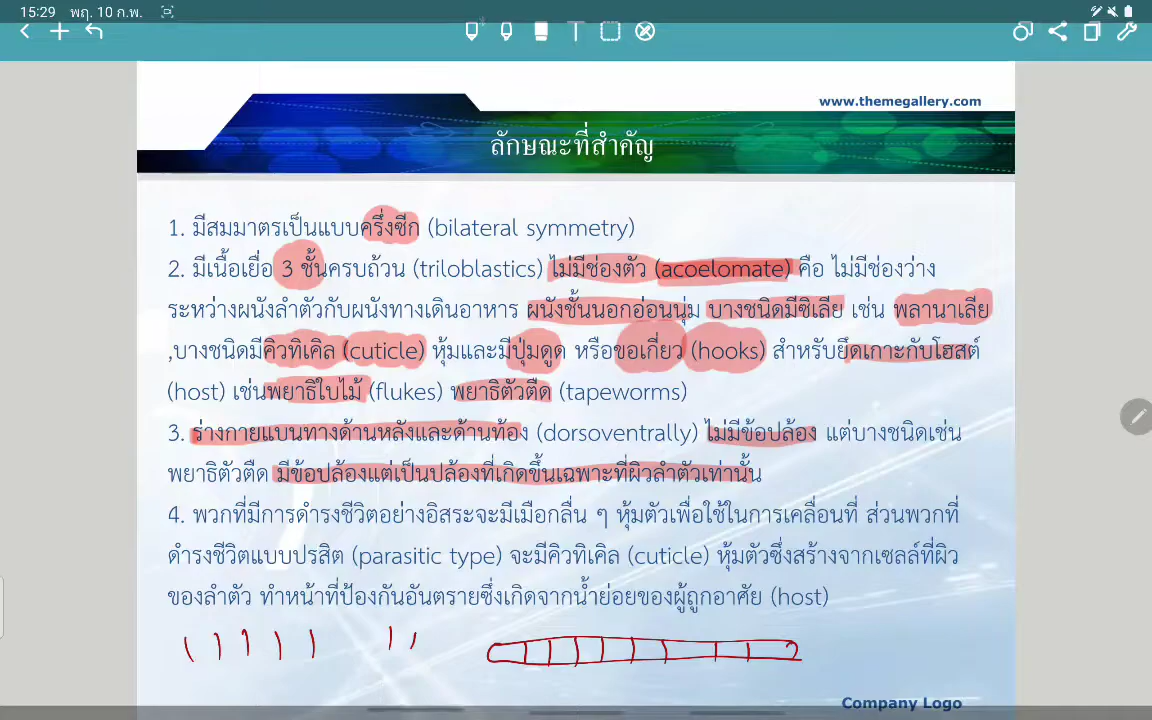 15:29 พฤ. 10 ก.พ.
www.themegallery.com
ลักษณะที่สำคัญ
1. มีสมมาตรเป็นแบบครึ่งซีก (bilateral symmetry)
2. มีเนื้อเยื่อ 3 ชั้นครบถ้วน (triloblastics) ไม่มีช่องตัว (acoelomate) คือ ไม่มีช่องว่าง
ระหว่างผนังลำตัวกับผนังทางเดินอาหาร ผนังชั้นนอกอ่อนนุ่ม บางชนิดมีซิเลีย เช่น พลานาเลีย
,บางชนิดมีคิวทิเคิล (cuticle) หุ้มและมีปุ่มดูด หรือขอเกี่ยว (hooks) สำหรับยึดเกาะกับโฮสต์
(host) เช่นพยาธิใบไม้ (flukes) พยาธิตัวตืด (tapeworms)
3. ร่างกายแบนทางด้านหลังและด้านท้อง (dorsoventrally) ไม่มีข้อปล้อง แต่บางชนิดเช่น
พยาธิตัวตืด มีข้อปล้องแต่เป็นปล้องที่เกิดขึ้นเฉพาะที่ผิวลำตัวเท่านั้น
4. พวกที่มีการดำรงชีวิตอย่างอิสระจะมีเมือกลื่น ๆ หุ้มตัวเพื่อใช้ในการเคลื่อนที่ ส่วนพวกที่
ดำรงชีวิตแบบปรสิต (parasitic type) จะมีคิวทิเคิล (cuticle) หุ้มตัวซึ่งสร้างจากเซลล์ที่ผิว
ของลำตัว ทำหน้าที่ป้องกันอันตรายซึ่งเกิดจากน้ำย่อยของผู้ถูกอาศัย (host)
Company Logo